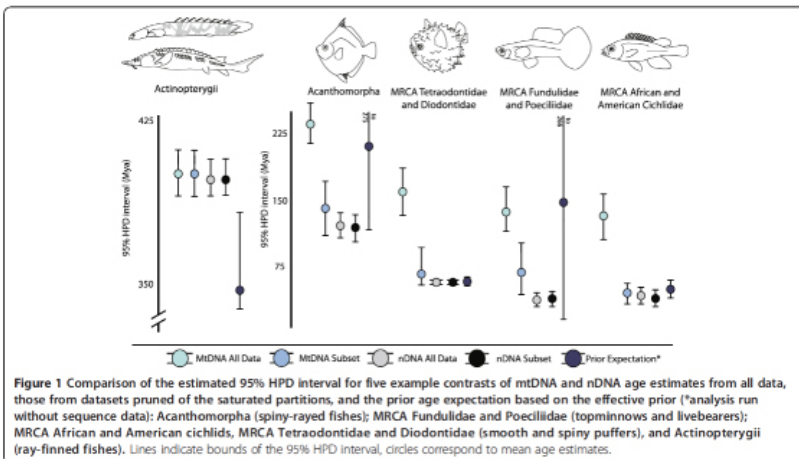 Actinopterygii
Acanthomorpha
MRCA Tetraodontidae
and Diodontidae
MRCA Fundulidae
and Poeciliidae
MRCA African and
American Cichlidae
425
350
95% HPD interval (Mya)
225
150
75
95% HPD interval (Mya)
MtDNA All Data
MtDNA Subset
nDNA All Data
nDNA Subset
Prior Expectation*
Figure 1 Comparison of the estimated 95% HPD interval for five example contrasts of mtDNA and nDNA age estimates from all data,
those from datasets pruned of the saturated partitions, and the prior age expectation based on the effective prior (*analysis run
without sequence data): Acanthomorpha (spiny-rayed fishes); MRCA Fundulidae and Poeciliidae (topminnows and livebearers);
MRCA African and American cichlids, MRCA Tetraodontidae and Diodontidae (smooth and spiny puffers), and Actinopterygii
(ray-finned fishes). Lines indicate bounds of the 95% HPD interval, circles correspond to mean age estimates.